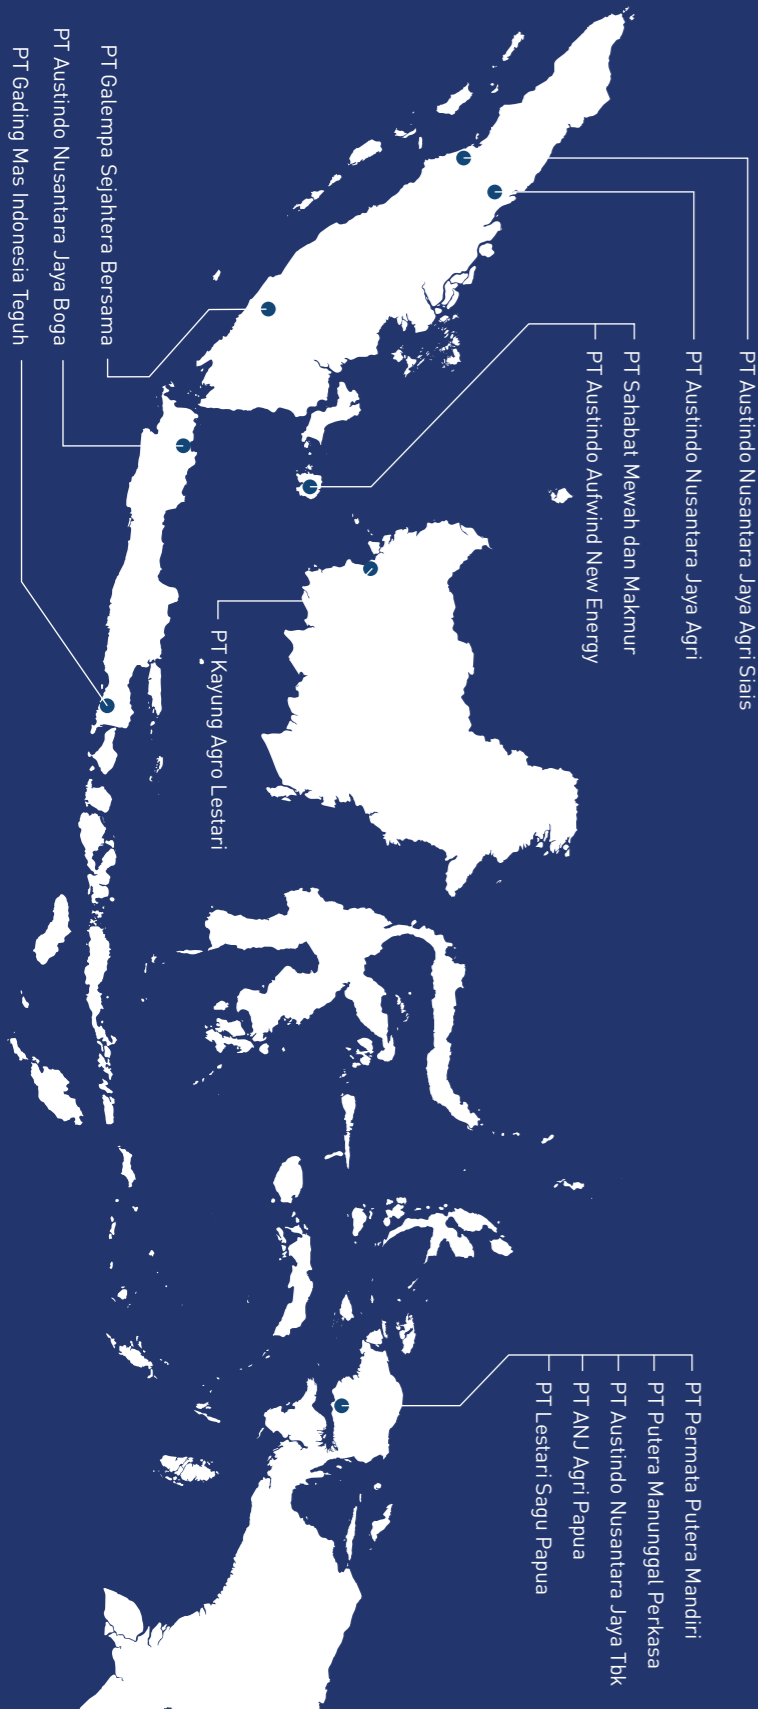 PT Austindo Nusantara Jaya Agri Siais
PT Austindo Nusantara Jaya Agri
PT Sahabat Mewah dan Makmur
PT Austindo Aufwind New Energy
PT Permata Putera Mandiri
PT Putera Manunggal Perkasa
PT Austindo Nusantara Jaya Tbk
PT ANJ Agri Papua
PT Lestari Sagu Papua
PT Kayung Agro Lestari
PT Galempa Sejahtera Bersama
PT Austindo Nusantara Jaya Boga
PT Gading Mas Indonesia Teguh